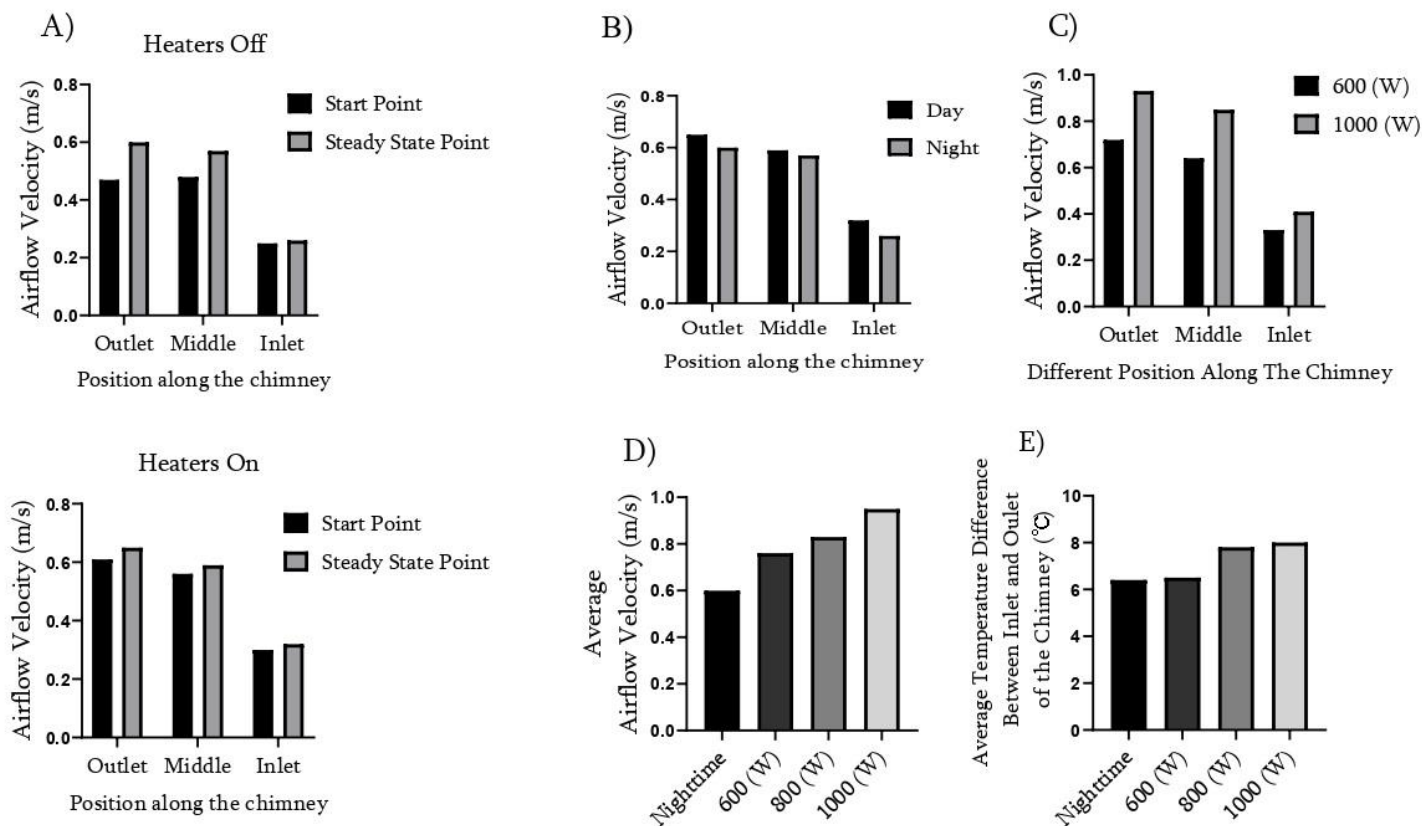 A)
Heaters Off
Airflow Velocity (m/s)
0.8
0.6
0.4
0.2
0.0
Start Point
Steady State Point
Outlet Middle Inlet
Position along the chimney
B)
Airflow Velocity (m/s)
0.8
0.6
0.4
0.2
0.0
Day
Night
Outlet Middle Inlet
Position along the chimney
C)
Airflow Velocity (m/s)
1.0
0.8
0.6
0.4
0.2
0.0
600 (W)
1000 (W)
Outlet Middle Inlet
Different Position Along The Chimney
Heaters On
Airflow Velocity (m/s)
0.8
0.6
0.4
0.2
0.0
Start Point
Steady State Point
Outlet Middle Inlet
Position along the chimney
D)
Average
Airflow Velocity (m/s)
1.0
0.8
0.6
0.4
0.2
0.0
Nighttime
600 (W)
800 (W)
1000 (W)
E)
Average Temperature Difference
Between Inlet and Oulet
of the Chimney (℃)
10
8
6
4
2
0
Nighttime
600 (W)
800 (W)
1000 (W)